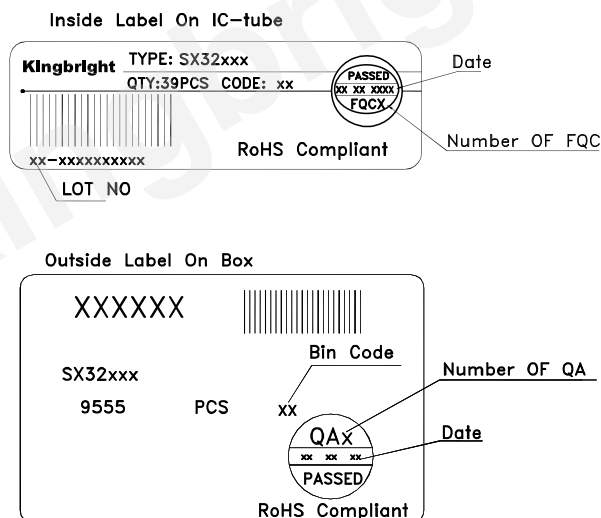 Inside Label On IC-tube
Kingbright
TYPE: SX32xxx
QTY:39PCS CODE: xx
PASSED
xx xx xxxx
FQCX
Date
Number OF FQC
RoHS Compliant
xx-xxxxxxxxxx
LOT NO
Outside Label On Box
XXXXXX
Bin Code
SX32xxx
9555 PCS xx
Number OF QA
QAx
Date
xx xx xx
PASSED
RoHS Compliant